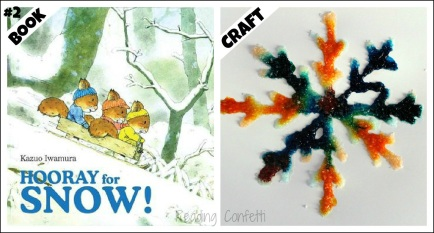 #2
BOOK
CRAFT
Kazuo Iwamura
HOORAY for
SNOW!
Reading Confetti